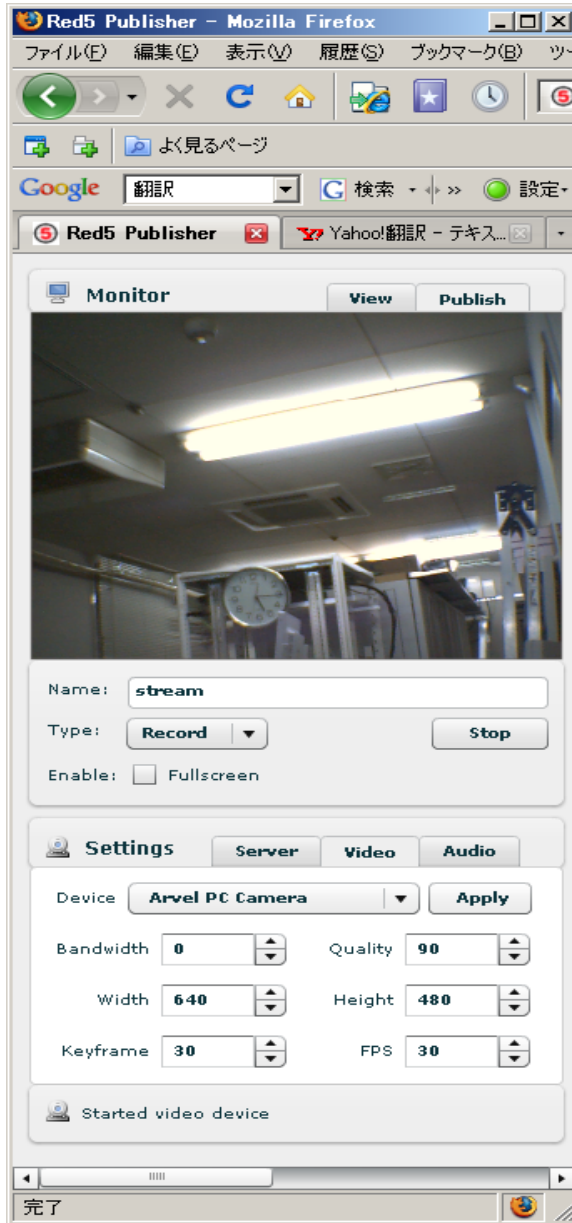 Red5 Publisher - Mozilla Firefox
ファイル(F) 編集(E) 表示(V) 履歴(S) ブックマーク(B) ツー
よく見るページ
Google 翻訳 検索 » 設定
Red5 Publisher Yahoo!翻訳 - テキス...
Monitor View Publish
Name: stream
Type: Record Stop
Enable: Fullscreen
Settings Server Video Audio
Device Arvel PC Camera Apply
Bandwidth 0 Quality 90
Width 640 Height 480
Keyframe 30 FPS 30
Started video device
完了